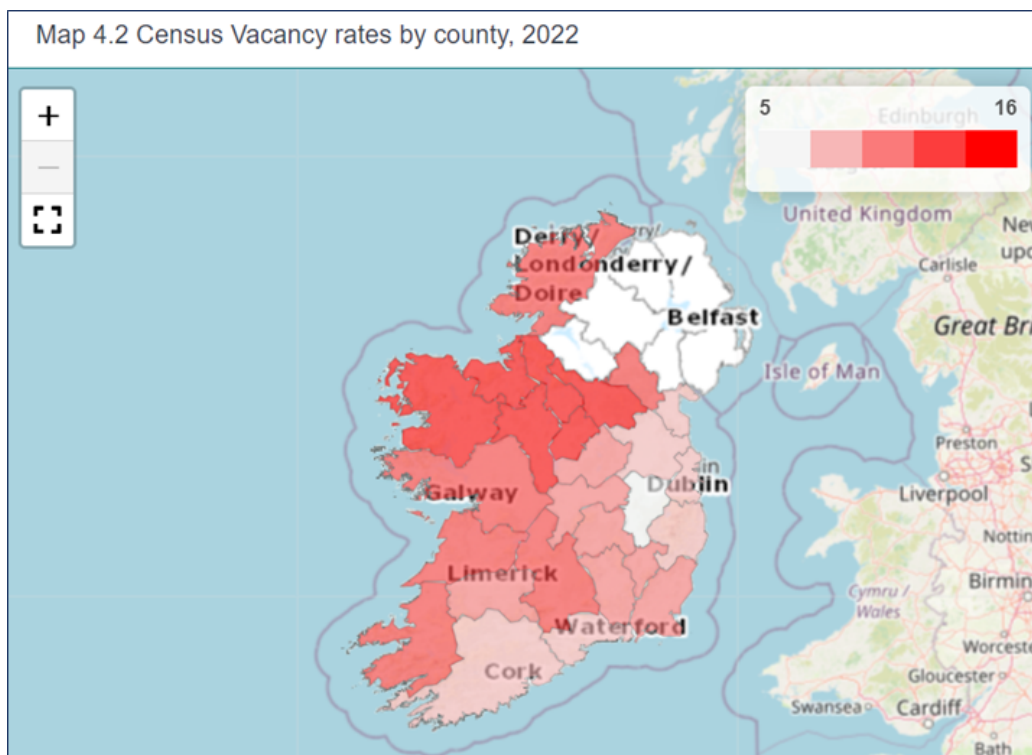 Map 4.2 Census Vacancy rates by county, 2022
+
−
5 16
Edinburgh
United Kingdom
Carlisle
Great Bri
Derry/
Londonderry/
Doire
Belfast
Isle of Man
Preston
Liverpool
Dublin
Galway
Notting
Limerick
Birming
Cymru /
Wales
Waterford
Worceste
Cork
Gloucester
Swansea
Cardiff
Bath